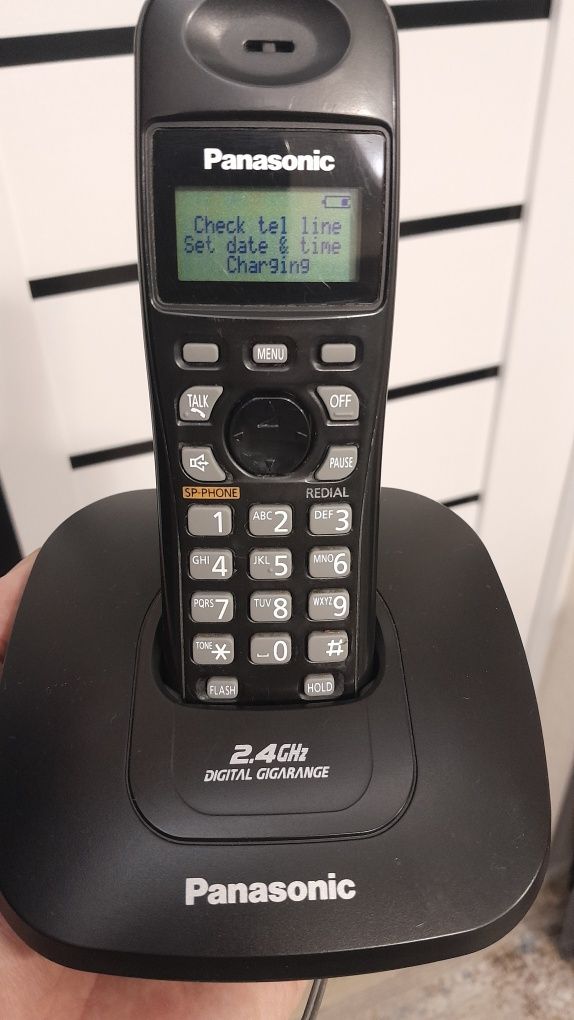 Panasonic
Check tel line
Set date & time
Charging
MENU
TALK
OFF
PAUSE
SP-PHONE
REDIAL
1
ABC 2
DEF 3
GHI 4
JKL 5
MNO 6
PQRS 7
TUV 8
WXYZ 9
TONE *
0
#
FLASH
HOLD
2.4GHz
DIGITAL GIGARANGE
Panasonic